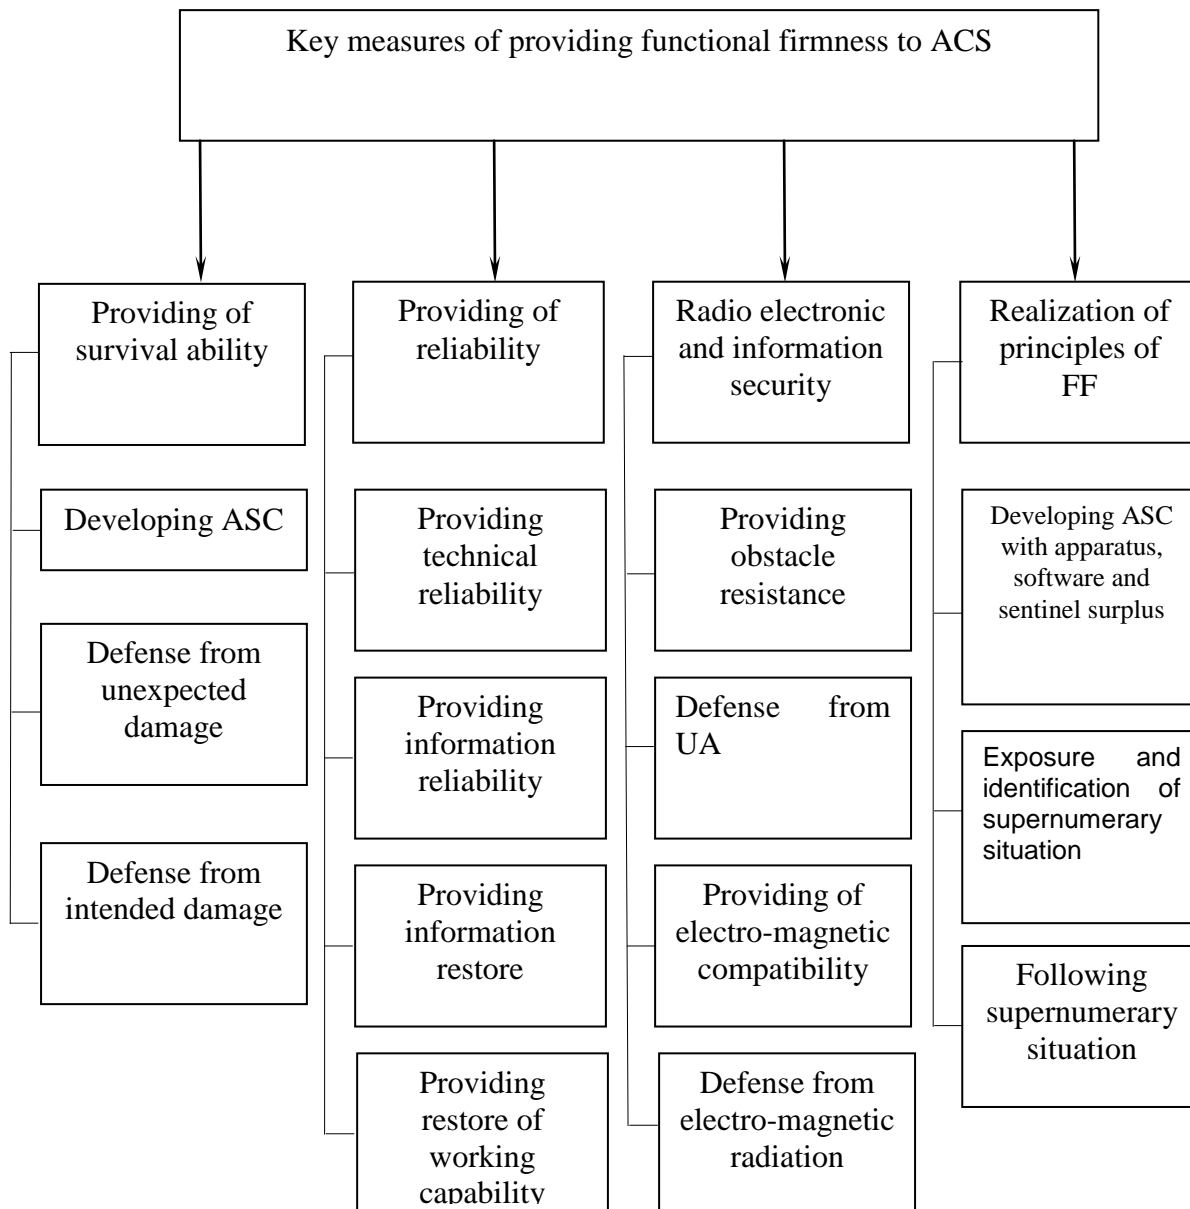 Key measures of providing functional firmness to ACS
Providing of
survival ability
Developing ASC
Defense from
unexpected
damage
Defense from
intended damage
Providing of
reliability
Providing
technical
reliability
Providing
information
reliability
Providing
information
restore
Providing
restore of
working
capability
Radio electronic
and information
security
Providing
obstacle
resistance
Defense from
UA
Providing of
electro-magnetic
compatibility
Defense from
electro-magnetic
radiation
Realization of
principles of
FF
Developing ASC
with apparatus,
software and
sentinel surplus
Exposure and
identification of
supernumerary
situation
Following
supernumerary
situation